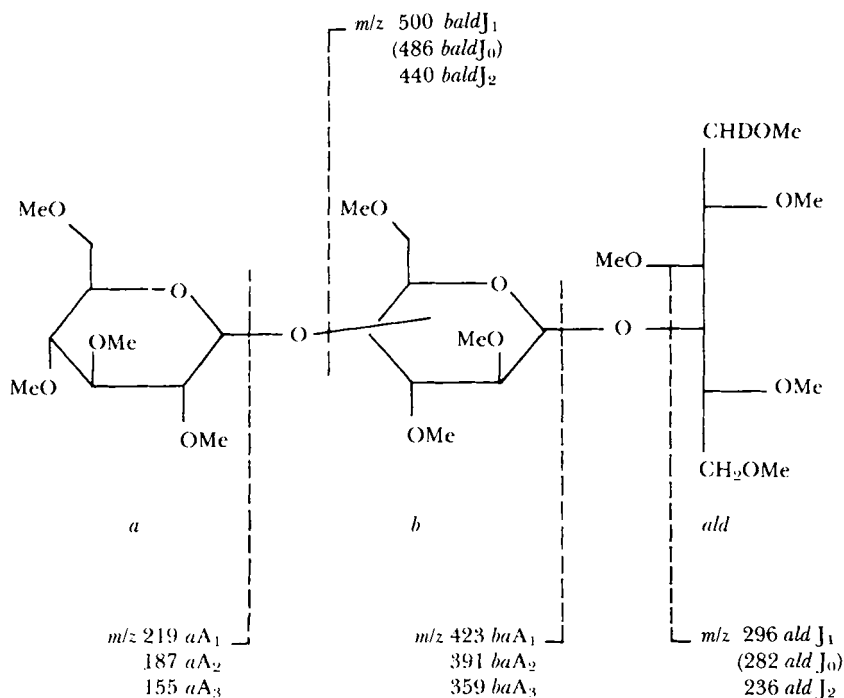 m/z 500 baldJ₁
(486 baldJ₀)
440 baldJ₂
CHDOMe
MeO
MeO
OMe
MeO
O
O
OMe
O
MeO
O
MeO
OMe
OMe
OMe
CH₂OMe
a
b
ald
m/z 219 aA₁
187 aA₂
155 aA₃
m/z 423 baA₁
391 baA₂
359 baA₃
m/z 296 ald J₁
(282 ald J₀)
236 ald J₂